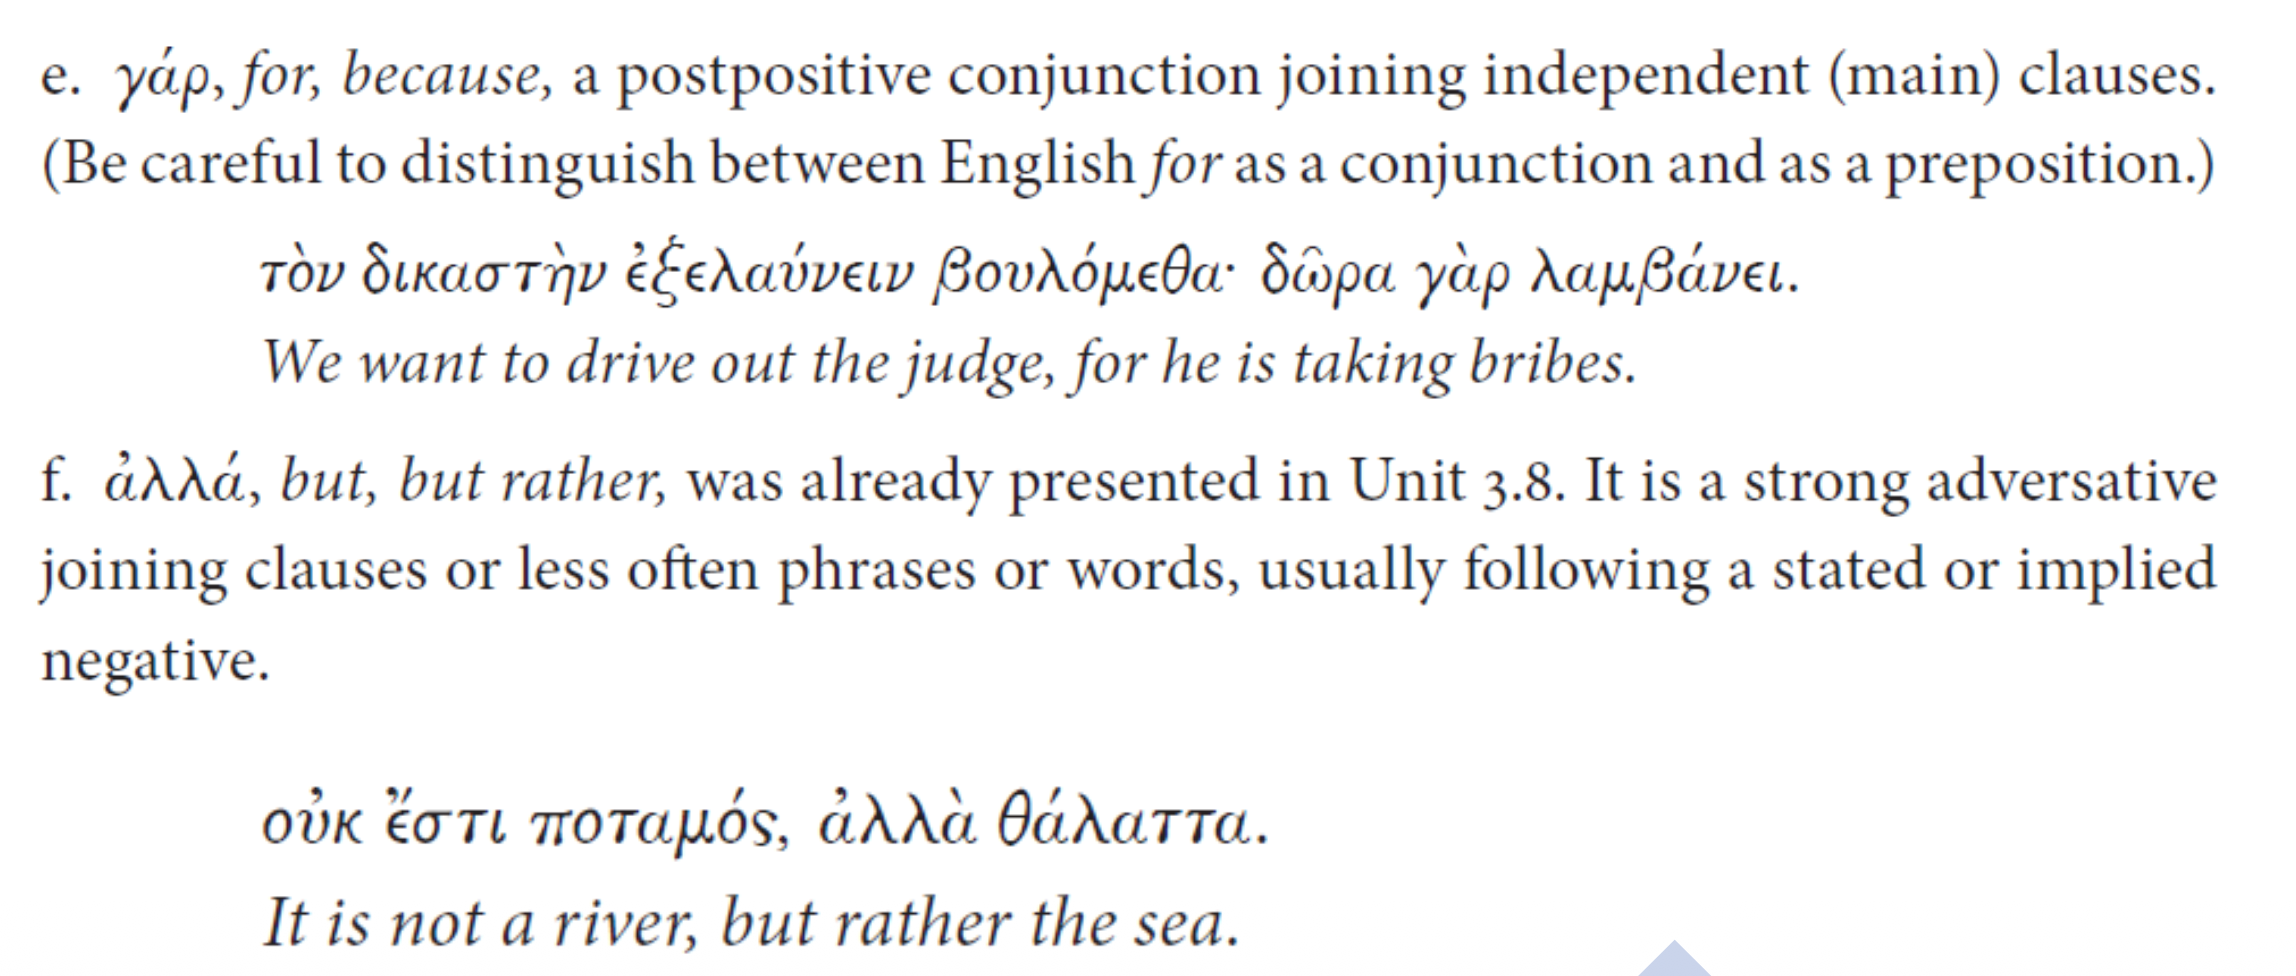 e. γάρ, for, because, a postpositive conjunction joining independent (main) clauses.
(Be careful to distinguish between English for as a conjunction and as a preposition.)
τὸν δικαστὴν ἐξελαύνειν βουλόμεθα· δῶρα γὰρ λαμβάνει.
We want to drive out the judge, for he is taking bribes.
f. ἀλλά, but, but rather, was already presented in Unit 3.8. It is a strong adversative
joining clauses or less often phrases or words, usually following a stated or implied
negative.
οὐκ ἔστι ποταμός, ἀλλὰ θάλαττα.
It is not a river, but rather the sea.